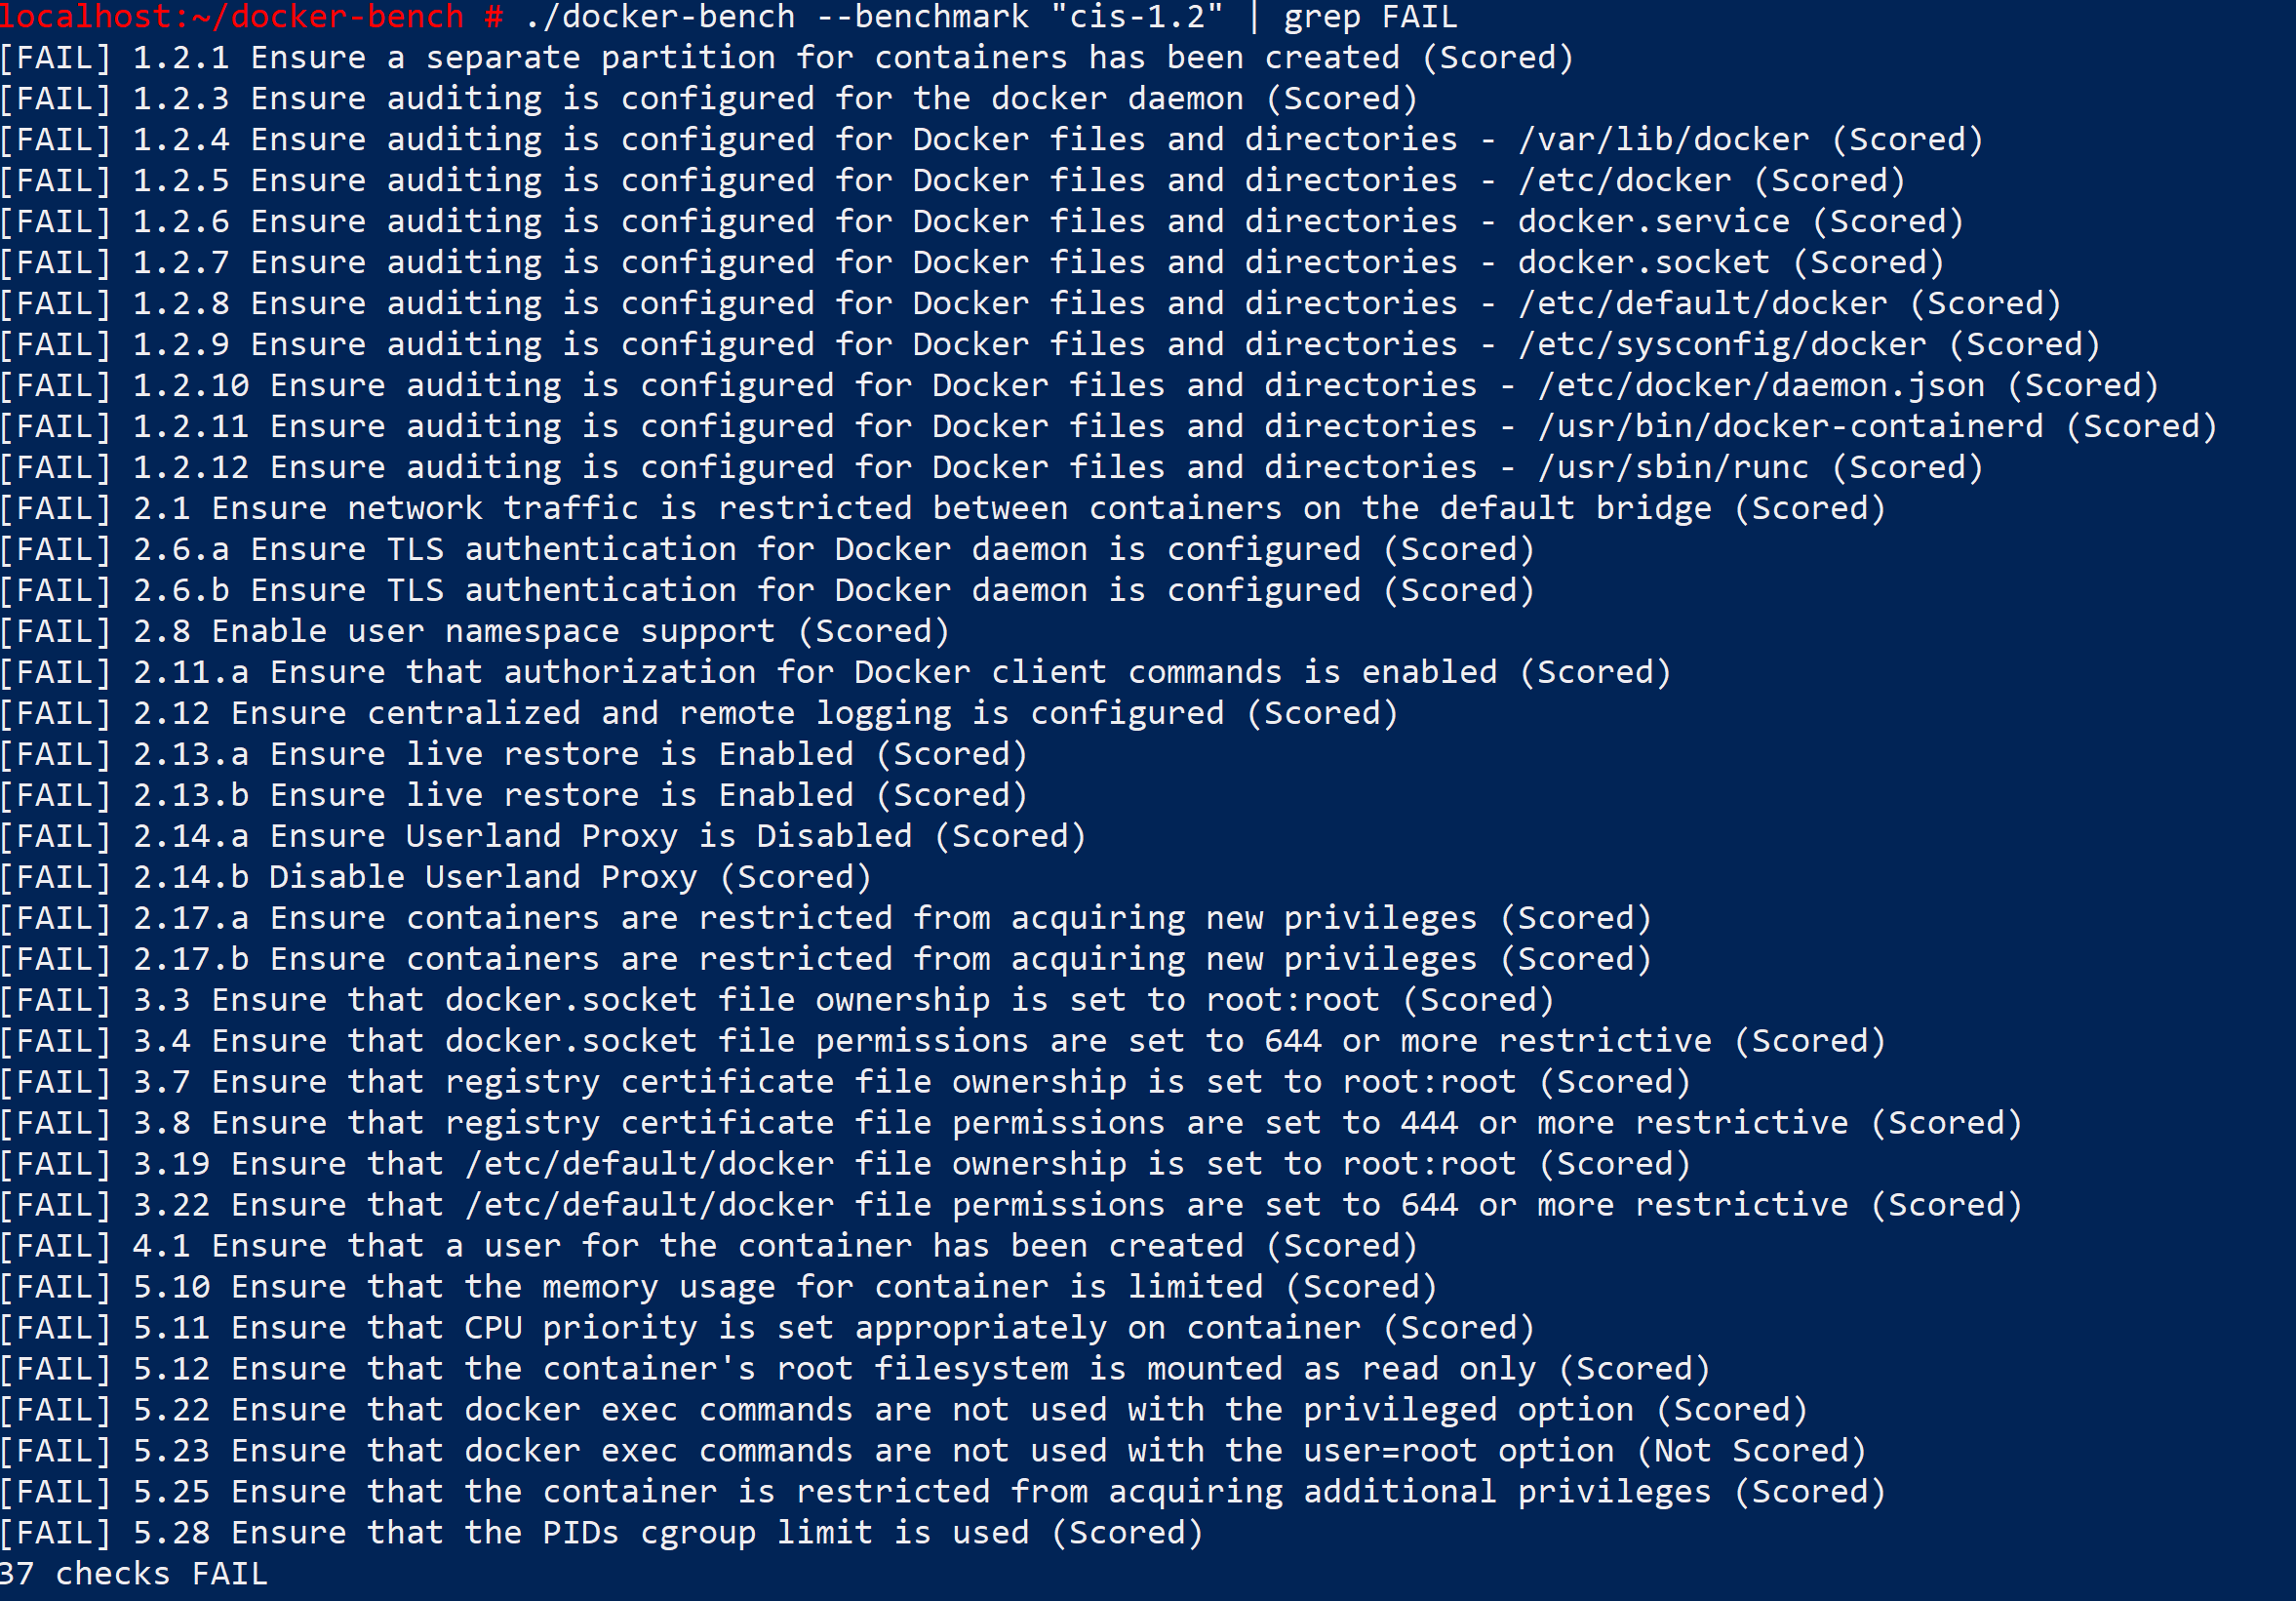 localhost:~/docker-bench # ./docker-bench --benchmark "cis-1.2" | grep FAIL
[FAIL] 1.2.1 Ensure a separate partition for containers has been created (Scored)
[FAIL] 1.2.3 Ensure auditing is configured for the docker daemon (Scored)
[FAIL] 1.2.4 Ensure auditing is configured for Docker files and directories - /var/lib/docker (Scored)
[FAIL] 1.2.5 Ensure auditing is configured for Docker files and directories - /etc/docker (Scored)
[FAIL] 1.2.6 Ensure auditing is configured for Docker files and directories - docker.service (Scored)
[FAIL] 1.2.7 Ensure auditing is configured for Docker files and directories - docker.socket (Scored)
[FAIL] 1.2.8 Ensure auditing is configured for Docker files and directories - /etc/default/docker (Scored)
[FAIL] 1.2.9 Ensure auditing is configured for Docker files and directories - /etc/sysconfig/docker (Scored)
[FAIL] 1.2.10 Ensure auditing is configured for Docker files and directories - /etc/docker/daemon.json (Scored)
[FAIL] 1.2.11 Ensure auditing is configured for Docker files and directories - /usr/bin/docker-containerd (Scored)
[FAIL] 1.2.12 Ensure auditing is configured for Docker files and directories - /usr/sbin/runc (Scored)
[FAIL] 2.1 Ensure network traffic is restricted between containers on the default bridge (Scored)
[FAIL] 2.6.a Ensure TLS authentication for Docker daemon is configured (Scored)
[FAIL] 2.6.b Ensure TLS authentication for Docker daemon is configured (Scored)
[FAIL] 2.8 Enable user namespace support (Scored)
[FAIL] 2.11.a Ensure that authorization for Docker client commands is enabled (Scored)
[FAIL] 2.12 Ensure centralized and remote logging is configured (Scored)
[FAIL] 2.13.a Ensure live restore is Enabled (Scored)
[FAIL] 2.13.b Ensure live restore is Enabled (Scored)
[FAIL] 2.14.a Ensure Userland Proxy is Disabled (Scored)
[FAIL] 2.14.b Disable Userland Proxy (Scored)
[FAIL] 2.17.a Ensure containers are restricted from acquiring new privileges (Scored)
[FAIL] 2.17.b Ensure containers are restricted from acquiring new privileges (Scored)
[FAIL] 3.3 Ensure that docker.socket file ownership is set to root:root (Scored)
[FAIL] 3.4 Ensure that docker.socket file permissions are set to 644 or more restrictive (Scored)
[FAIL] 3.7 Ensure that registry certificate file ownership is set to root:root (Scored)
[FAIL] 3.8 Ensure that registry certificate file permissions are set to 444 or more restrictive (Scored)
[FAIL] 3.19 Ensure that /etc/default/docker file ownership is set to root:root (Scored)
[FAIL] 3.22 Ensure that /etc/default/docker file permissions are set to 644 or more restrictive (Scored)
[FAIL] 4.1 Ensure that a user for the container has been created (Scored)
[FAIL] 5.10 Ensure that the memory usage for container is limited (Scored)
[FAIL] 5.11 Ensure that CPU priority is set appropriately on container (Scored)
[FAIL] 5.12 Ensure that the container's root filesystem is mounted as read only (Scored)
[FAIL] 5.22 Ensure that docker exec commands are not used with the privileged option (Scored)
[FAIL] 5.23 Ensure that docker exec commands are not used with the user=root option (Not Scored)
[FAIL] 5.25 Ensure that the container is restricted from acquiring additional privileges (Scored)
[FAIL] 5.28 Ensure that the PIDs cgroup limit is used (Scored)
37 checks FAIL